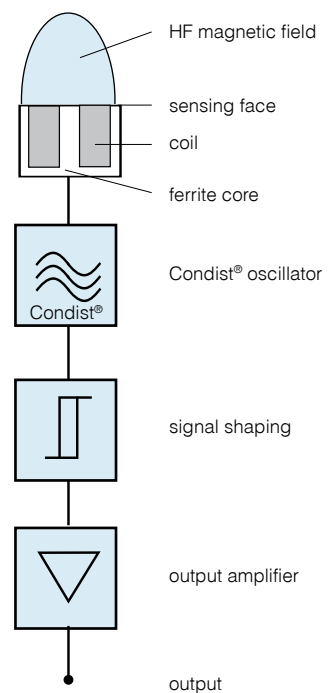 HF magnetic field
sensing face
coil
ferrite core
Condist® oscillator
Condist®
signal shaping
output amplifier
output